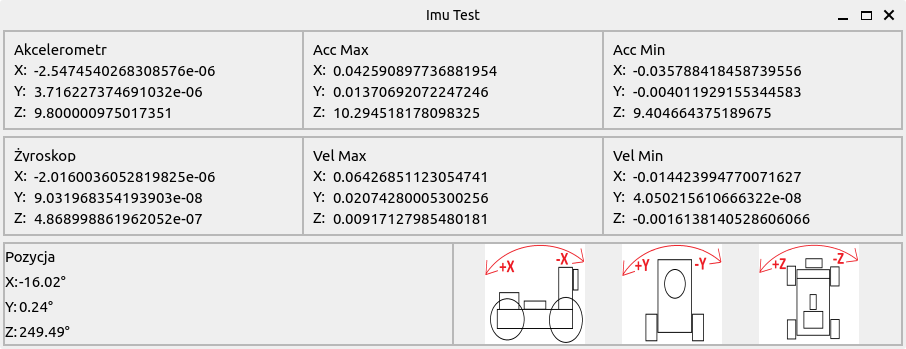 Imu Test
Akcelerometr
X: -2.5474540268308576e-06
Y: 3.716227374691032e-06
Z: 9.800000975017351
Acc Max
X: 0.042590897736881954
Y: 0.01370692072247246
Z: 10.294518178098325
Acc Min
X: -0.035788418458739556
Y: -0.004011929155344583
Z: 9.404664375189675
Żyroskop
X: -2.0160036052819825e-06
Y: 9.031968354193903e-08
Z: 4.868998861962052e-07
Vel Max
X: 0.06426851123054741
Y: 0.02074280005300256
Z: 0.00917127985480181
Vel Min
X: -0.014423994770071627
Y: 4.050215610666322e-08
Z: -0.0016138140528606066
Pozycja
X:-16.02°
Y: 0.24°
Z: 249.49°
+X -X
+Y -Y
+Z -Z